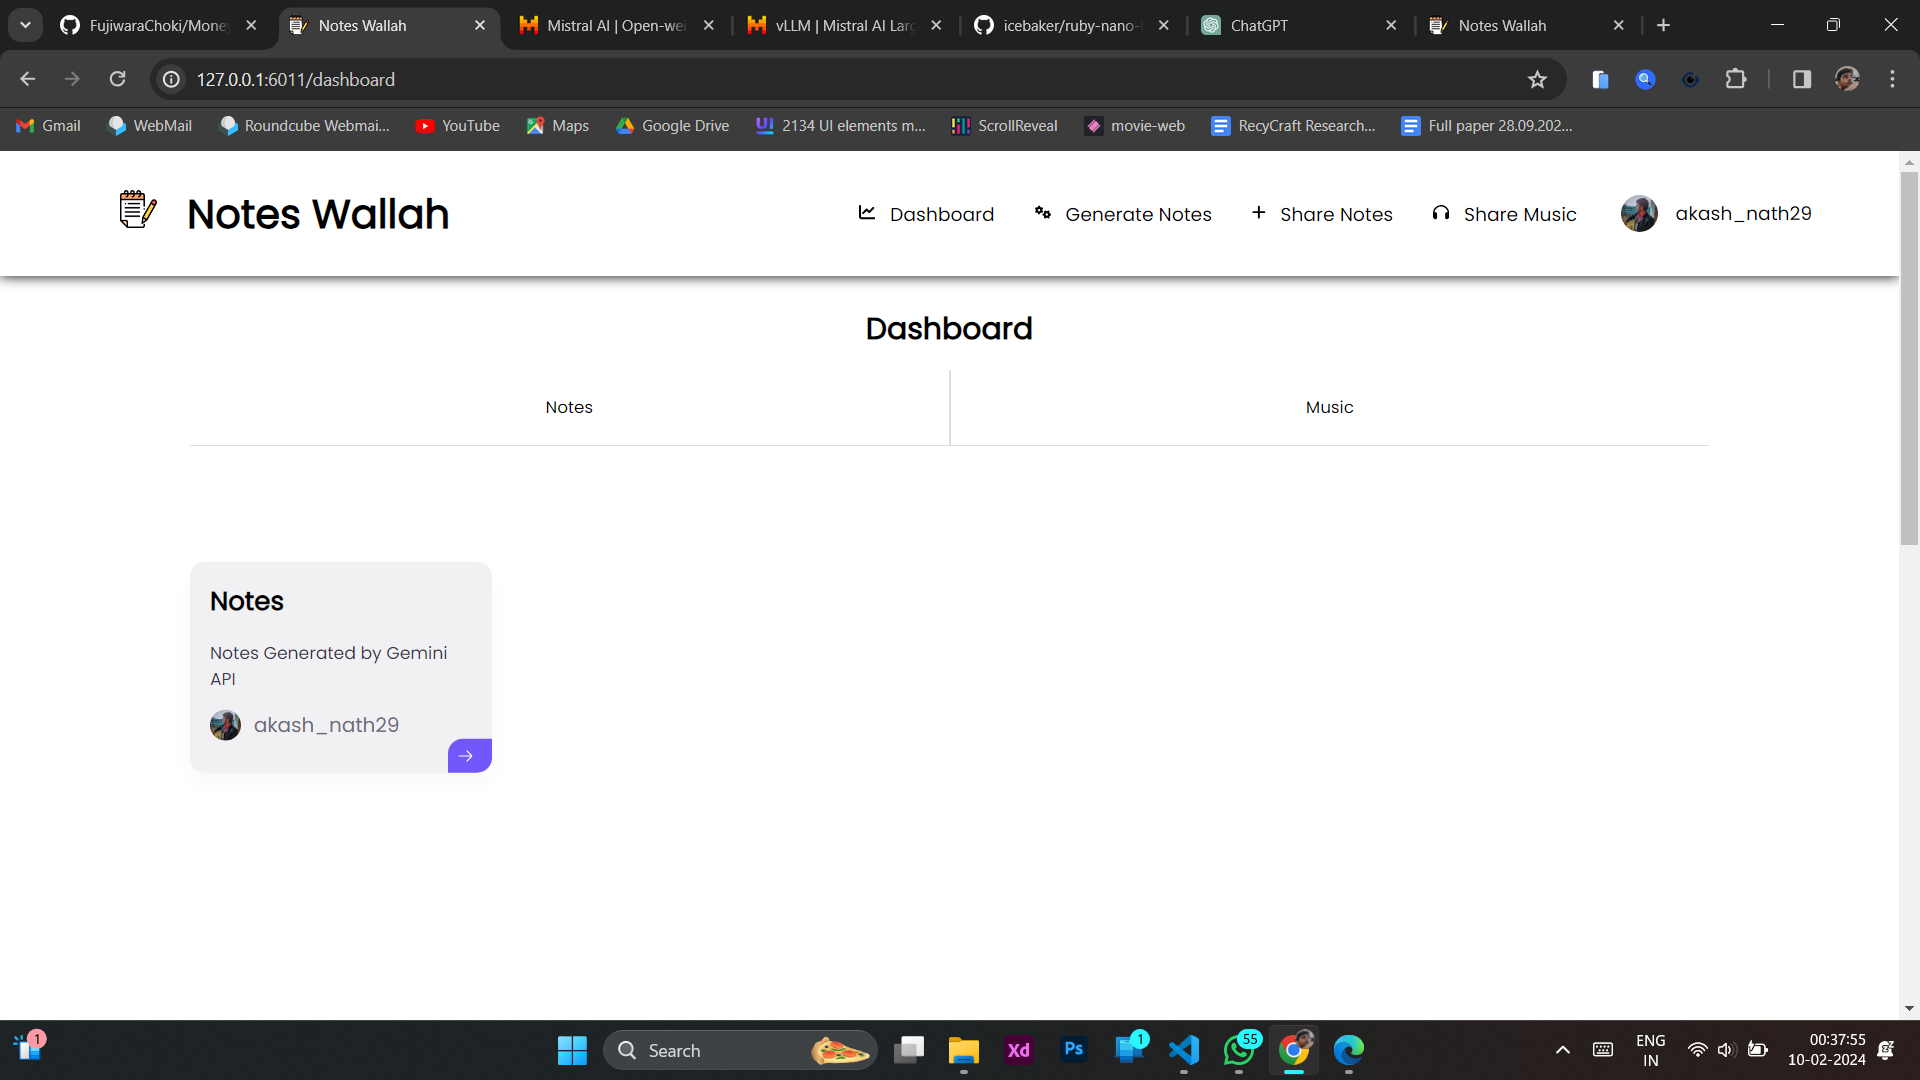 FujiwaraChoki/Money
Notes Wallah
Mistral AI | Open-wei
vLLM | Mistral AI Larg
icebaker/ruby-nano-
ChatGPT
Notes Wallah
127.0.0.1:6011/dashboard
Gmail
WebMail
Roundcube Webmai...
YouTube
Maps
Google Drive
2134 UI elements m...
ScrollReveal
movie-web
RecyCraft Research...
Full paper 28.09.202...
Notes Wallah
Dashboard
Generate Notes
Share Notes
Share Music
akash_nath29
Dashboard
Notes
Music
Notes
Notes Generated by Gemini
API
akash_nath29
1
Search
Xd
Ps
1
55
ENG
IN
00:37:55
10-02-2024